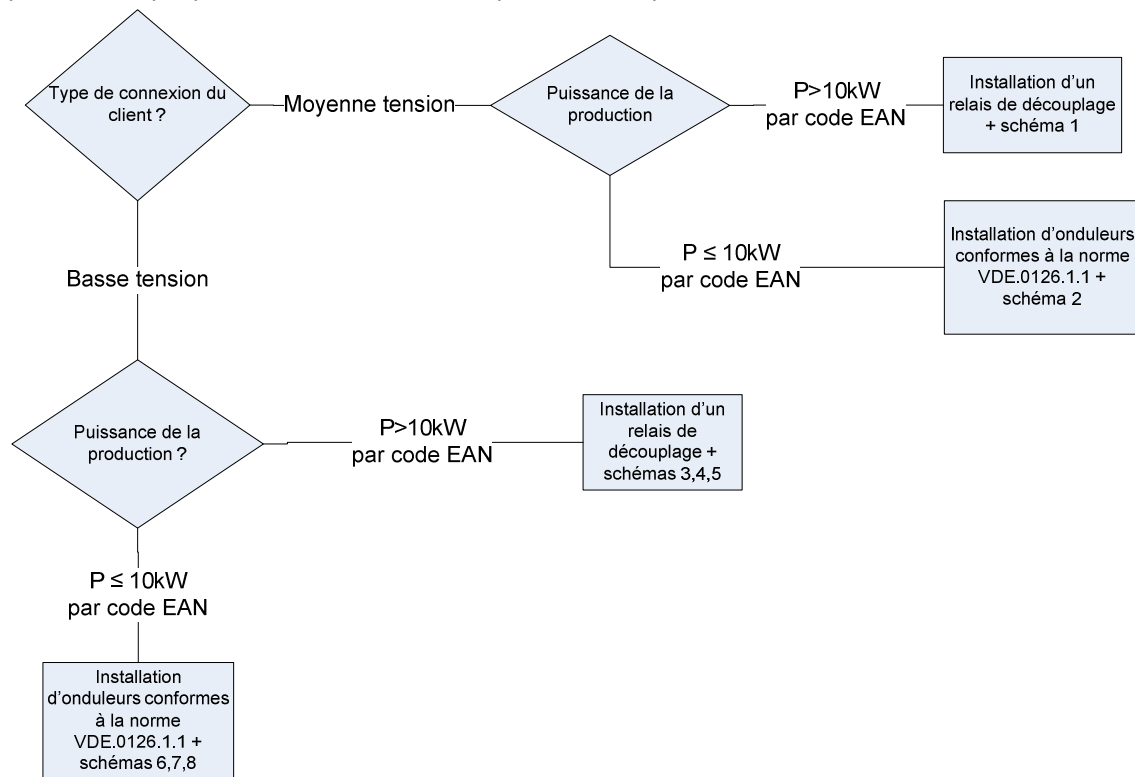 Type de connexion du
client ?
Moyenne tension
Puissance de la
production
P>10kW
par code EAN
Installation d'un
relais de découplage
+ schéma 1
P ≤ 10kW
par code EAN
Installation d'onduleurs
conformes à la norme
VDE.0126.1.1 +
schéma 2
Basse tension
Puissance de la
production ?
P>10kW
par code EAN
Installation d'un
relais de
découplage +
schémas 3,4,5
P ≤ 10kW
par code EAN
Installation
d'onduleurs conformes
à la norme
VDE.0126.1.1 +
schémas 6,7,8